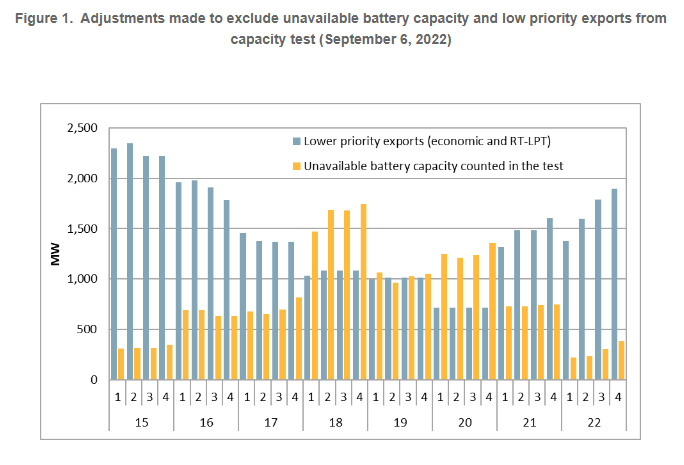 Figure 1. Adjustments made to exclude unavailable battery capacity and low priority exports from
capacity test (September 6, 2022)
2,500
2,000
1,500
1,000
500
0
MW
Lower priority exports (economic and RT-LPT)
Unavailable battery capacity counted in the test
1 2 3 4 1 2 3 4 1 2 3 4 1 2 3 4 1 2 3 4 1 2 3 4 1 2 3 4 1 2 3 4
15 16 17 18 19 20 21 22